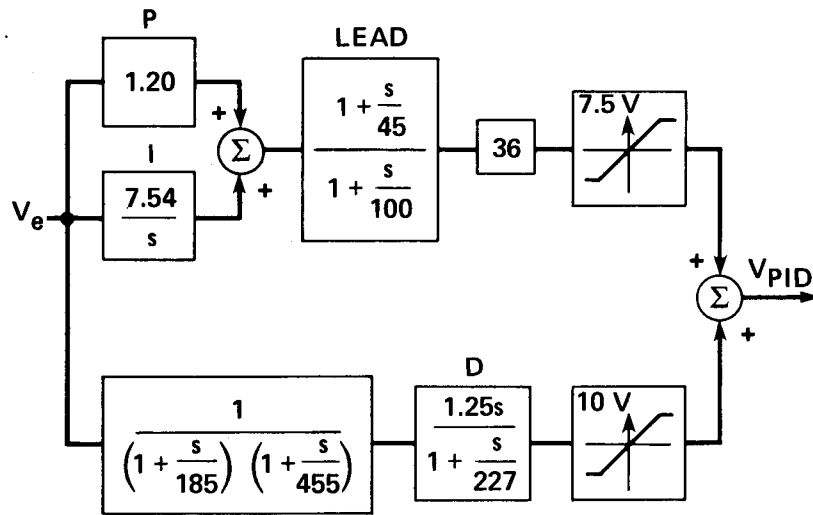 P
1.20
+
I
7.54
s
+
Σ
V_e
LEAD
1 + s/45
1 + s/100
36
7.5 V
1
(1 + s/185) (1 + s/455)
D
1.25s
1 + s/227
10 V
+
Σ
+
V_PID